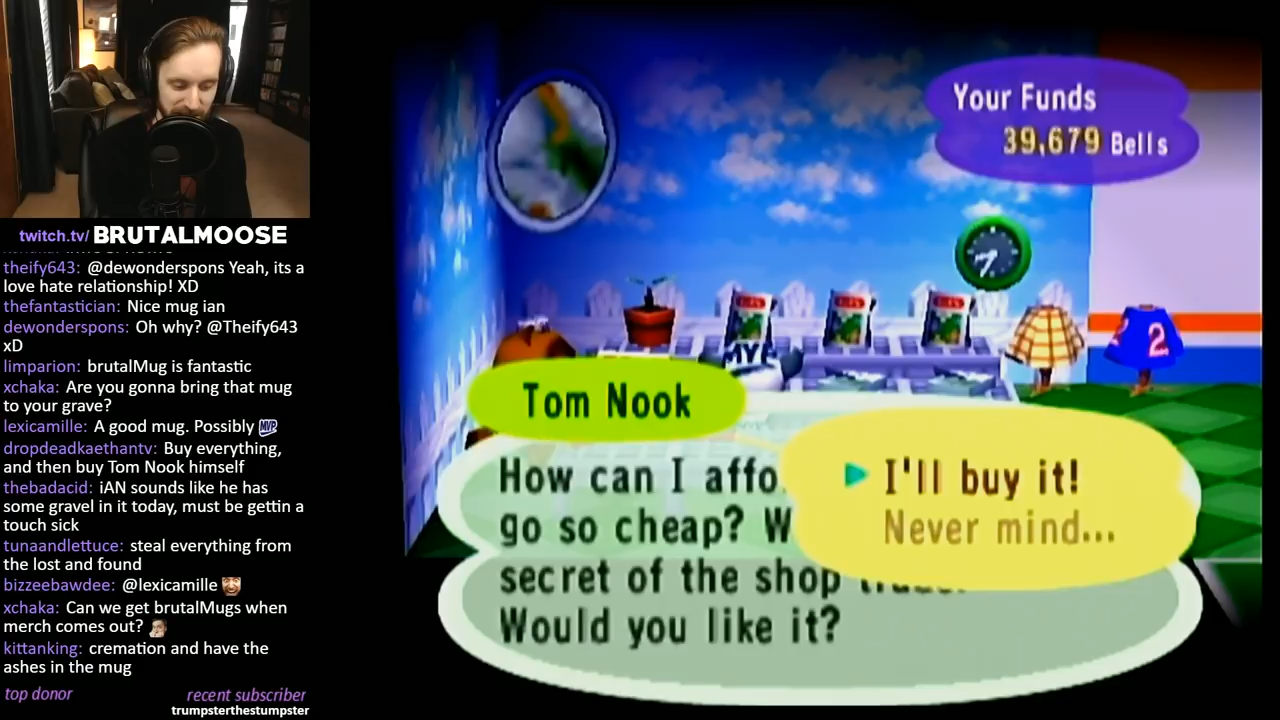 twitch.tv/ BRUTALMOOSE
theify643: @dewonderspons Yeah, its a
love hate relationship! XD
thefantastician: Nice mug ian
dewonderspons: Oh why? @Theify643
xD
limparion: brutalMug is fantastic
xchaka: Are you gonna bring that mug
to your grave?
lexicamille: A good mug. Possibly MVP
dropdeadkaethantv: Buy everything,
and then buy Tom Nook himself
thebadacid: iAN sounds like he has
some gravel in it today, must be gettin a
touch sick
tunaandlettuce: steal everything from
the lost and found
bizzeebawdee: @lexicamille
xchaka: Can we get brutalMugs when
merch comes out?
kittanking: cremation and have the
ashes in the mug
top donor
recent subscriber
trumpsterthestumpster
Your Funds
39,679 Bells
2
MVP
Tom Nook
How can I affo
go so cheap? W
secret of the shop
Would you like it?
I'll buy it!
Never mind...